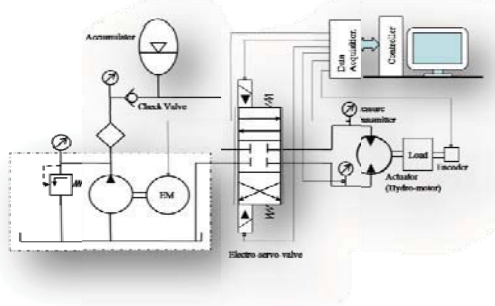 Accumulator
Check Valve
EM
Electro servo valve
Data
Acquisition
Controller
Load
Encoder
Actuator
(Hydro-motor)